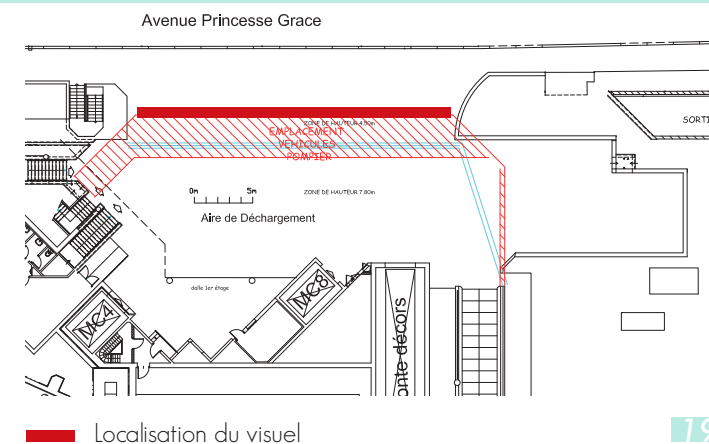 Avenue Princesse Grace
ZONE DE HAUTEUR 4.50m
EMPLACEMENT
VEHICULES
POMPIER
SORTI
0m 5m
ZONE DE HAUTEUR 7.80m
Aire de Déchargement
dalle 1er étage
MC8
MC4
onte décors
Localisation du visuel
19